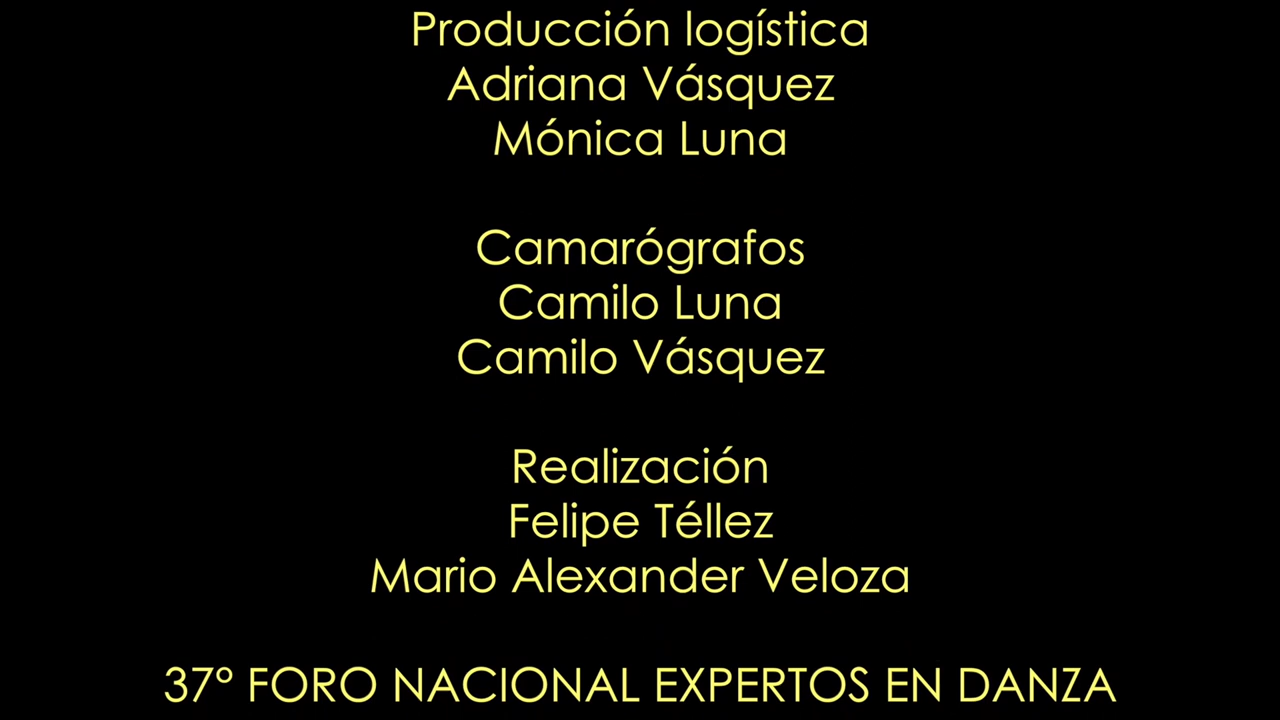 Producción logística
Adriana Vásquez
Mónica Luna
Camarógrafos
Camilo Luna
Camilo Vásquez
Realización
Felipe Téllez
Mario Alexander Veloza
37° FORO NACIONAL EXPERTOS EN DANZA